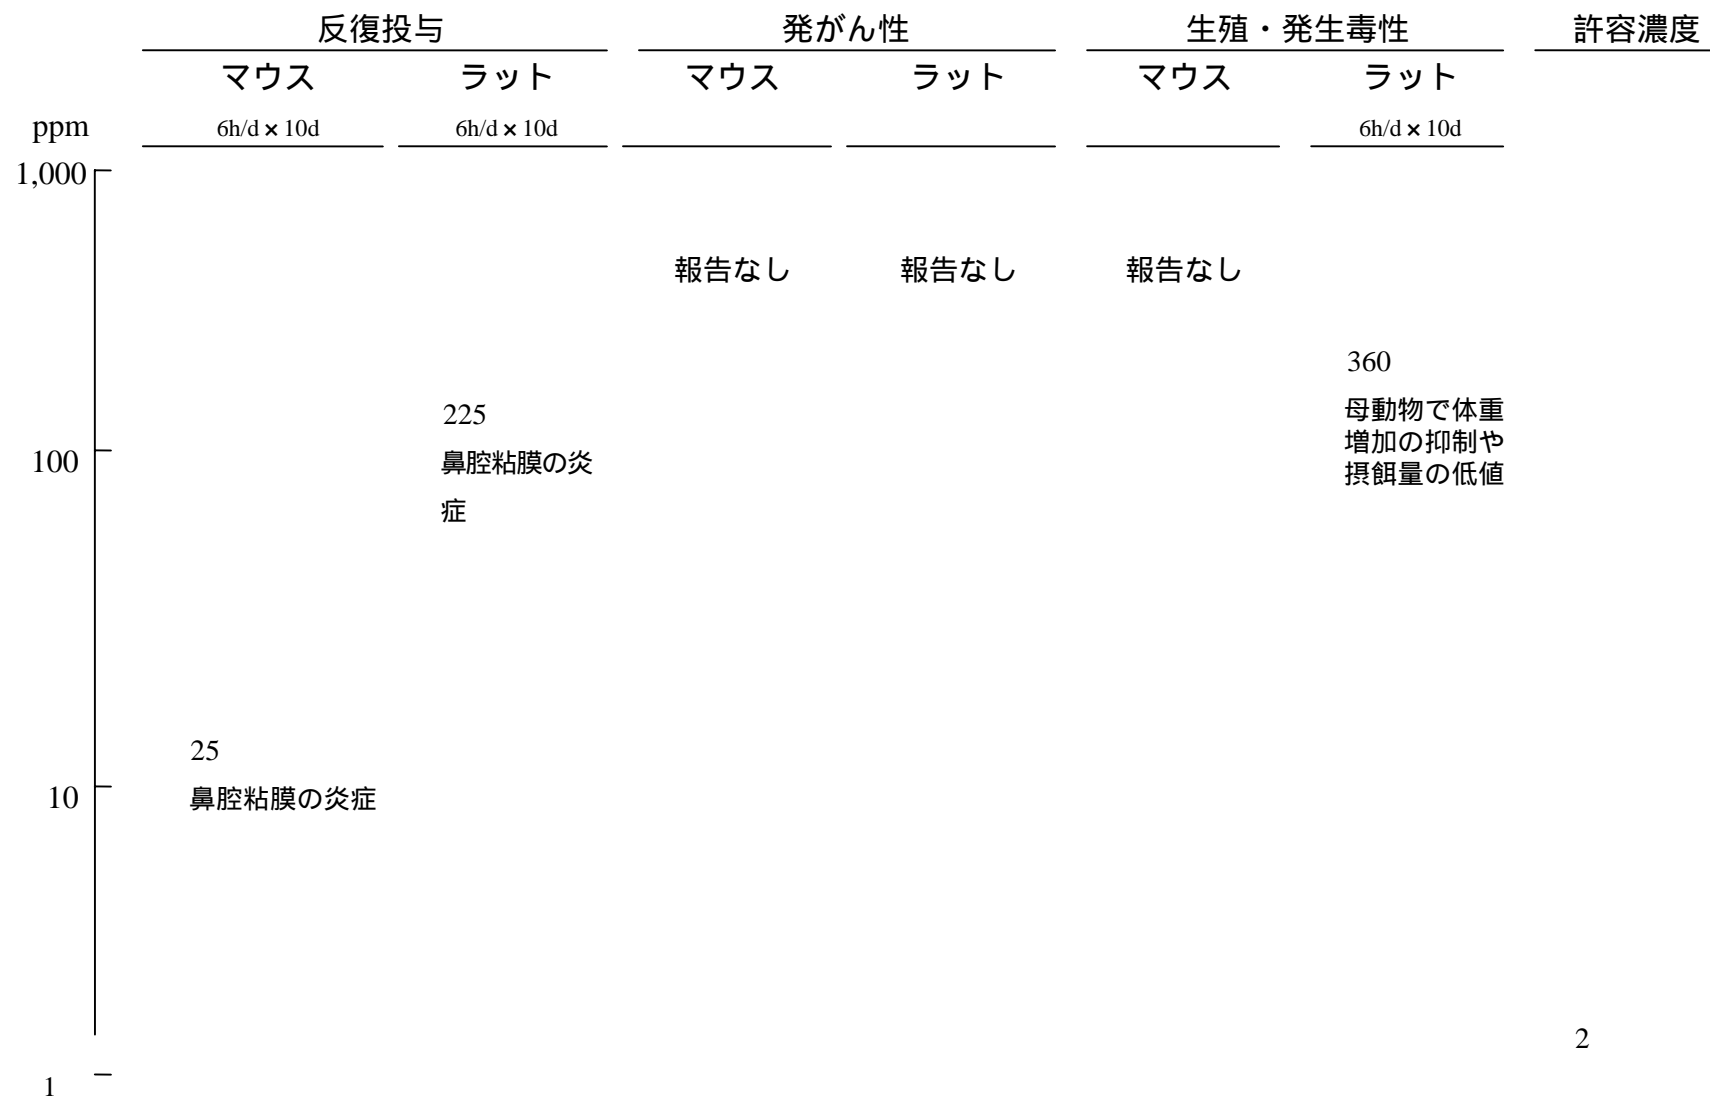 反復投与 発がん性 生殖・発生毒性 許容濃度
マウス ラット マウス ラット マウス ラット
ppm 6h/d × 10d 6h/d × 10d 6h/d × 10d
1,000
報告なし 報告なし 報告なし
360
母動物で体重
増加の抑制や
摂餌量の低値
225
鼻腔粘膜の炎
症
100
25
鼻腔粘膜の炎症
10
2
1